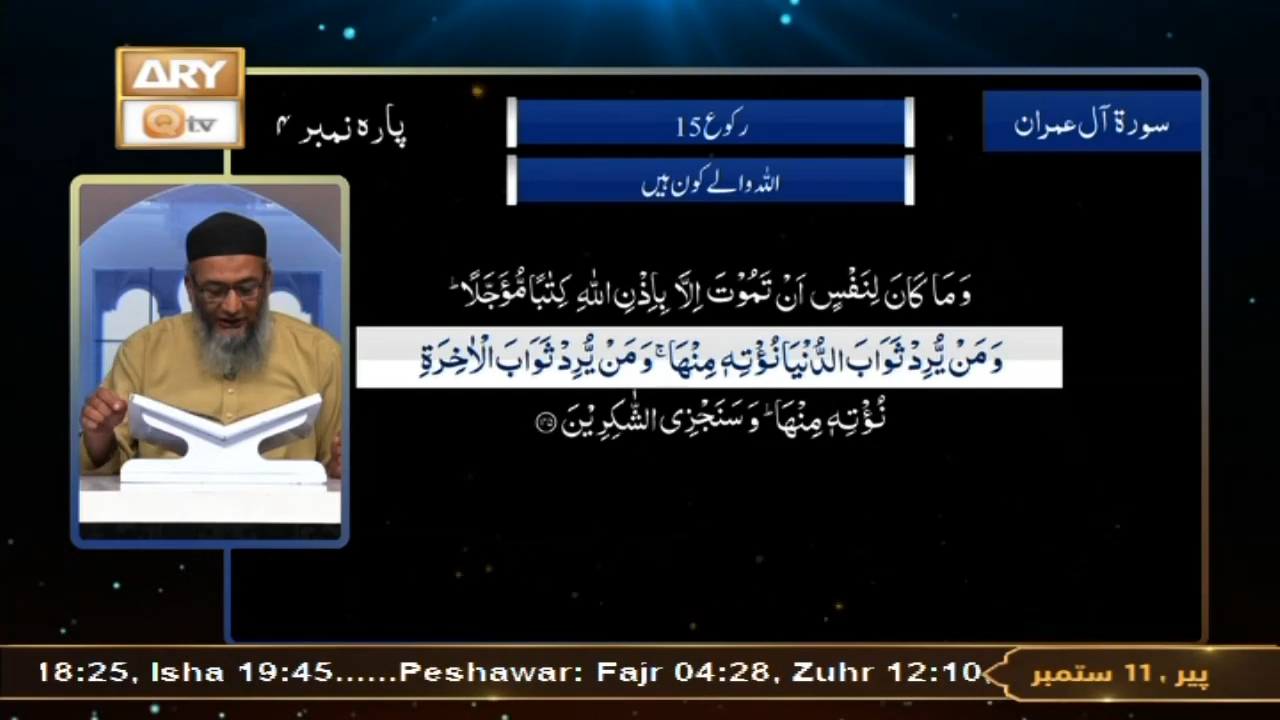 ARY
Qtv
پارہ نمبر ۴
رکوع 15
سورۃ آل عمران
اللہ والے کون ہیں
وَ مَا كَانَ لِنَفْسٍ اَنْ تَمُوْتَ اِلَّا بِاِذْنِ اللّٰهِ كِتٰبًا مُّؤَجَّلًاؕ
وَ مَنْ یُّرِدْ ثَوَابَ الدُّنْیَا نُؤْتِهٖ مِنْهَاۚ وَ مَنْ یُّرِدْ ثَوَابَ الْاٰخِرَةِ
نُؤْتِهٖ مِنْهَاؕ وَ سَنَجْزِی الشّٰكِرِیْنَ ﴿۱۴۵﴾
18:25, Isha 19:45......Peshawar: Fajr 04:28, Zuhr 12:10,
پیر , 11 ستمبر